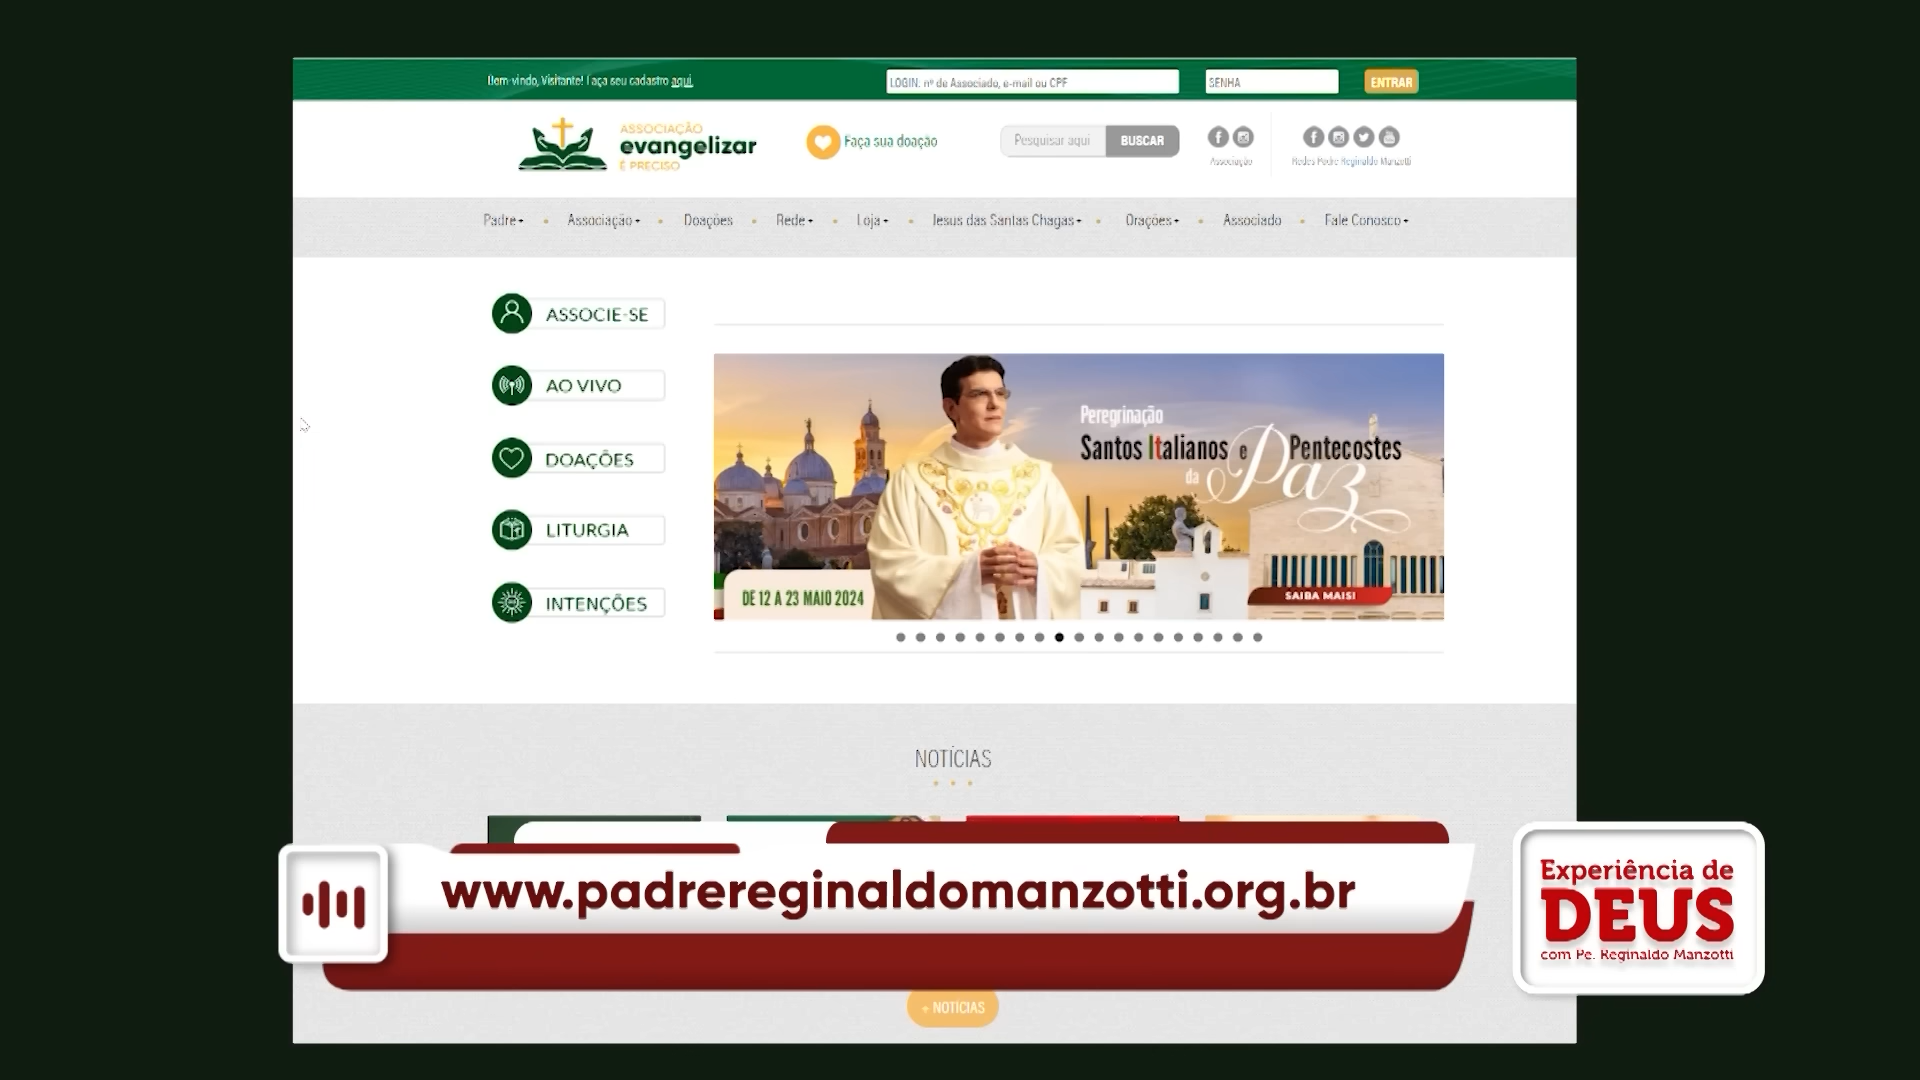 Bem-vindo, Visitante! Faça seu cadastro aqui.
LOGIN: nº de Associado, e-mail ou CPF
SENHA
ENTRAR
ASSOCIAÇÃO
evangelizar
É PRECISO
Faça sua doação
Pesquisar aqui
BUSCAR
Associação
Redes Padre Reginaldo Manzotti
Padre
Associação
Doações
Rede
Loja
Jesus das Santas Chagas
Orações
Associado
Fale Conosco
ASSOCIE-SE
AO VIVO
DOAÇÕES
LITURGIA
INTENÇÕES
Peregrinação
Santos Italianos e Pentecostes
da Paz
DE 12 A 23 MAIO 2024
SAIBA MAIS!
NOTÍCIAS
www.padrereginaldomanzotti.org.br
Experiência de
DEUS
com Pe. Reginaldo Manzotti
+ NOTÍCIAS